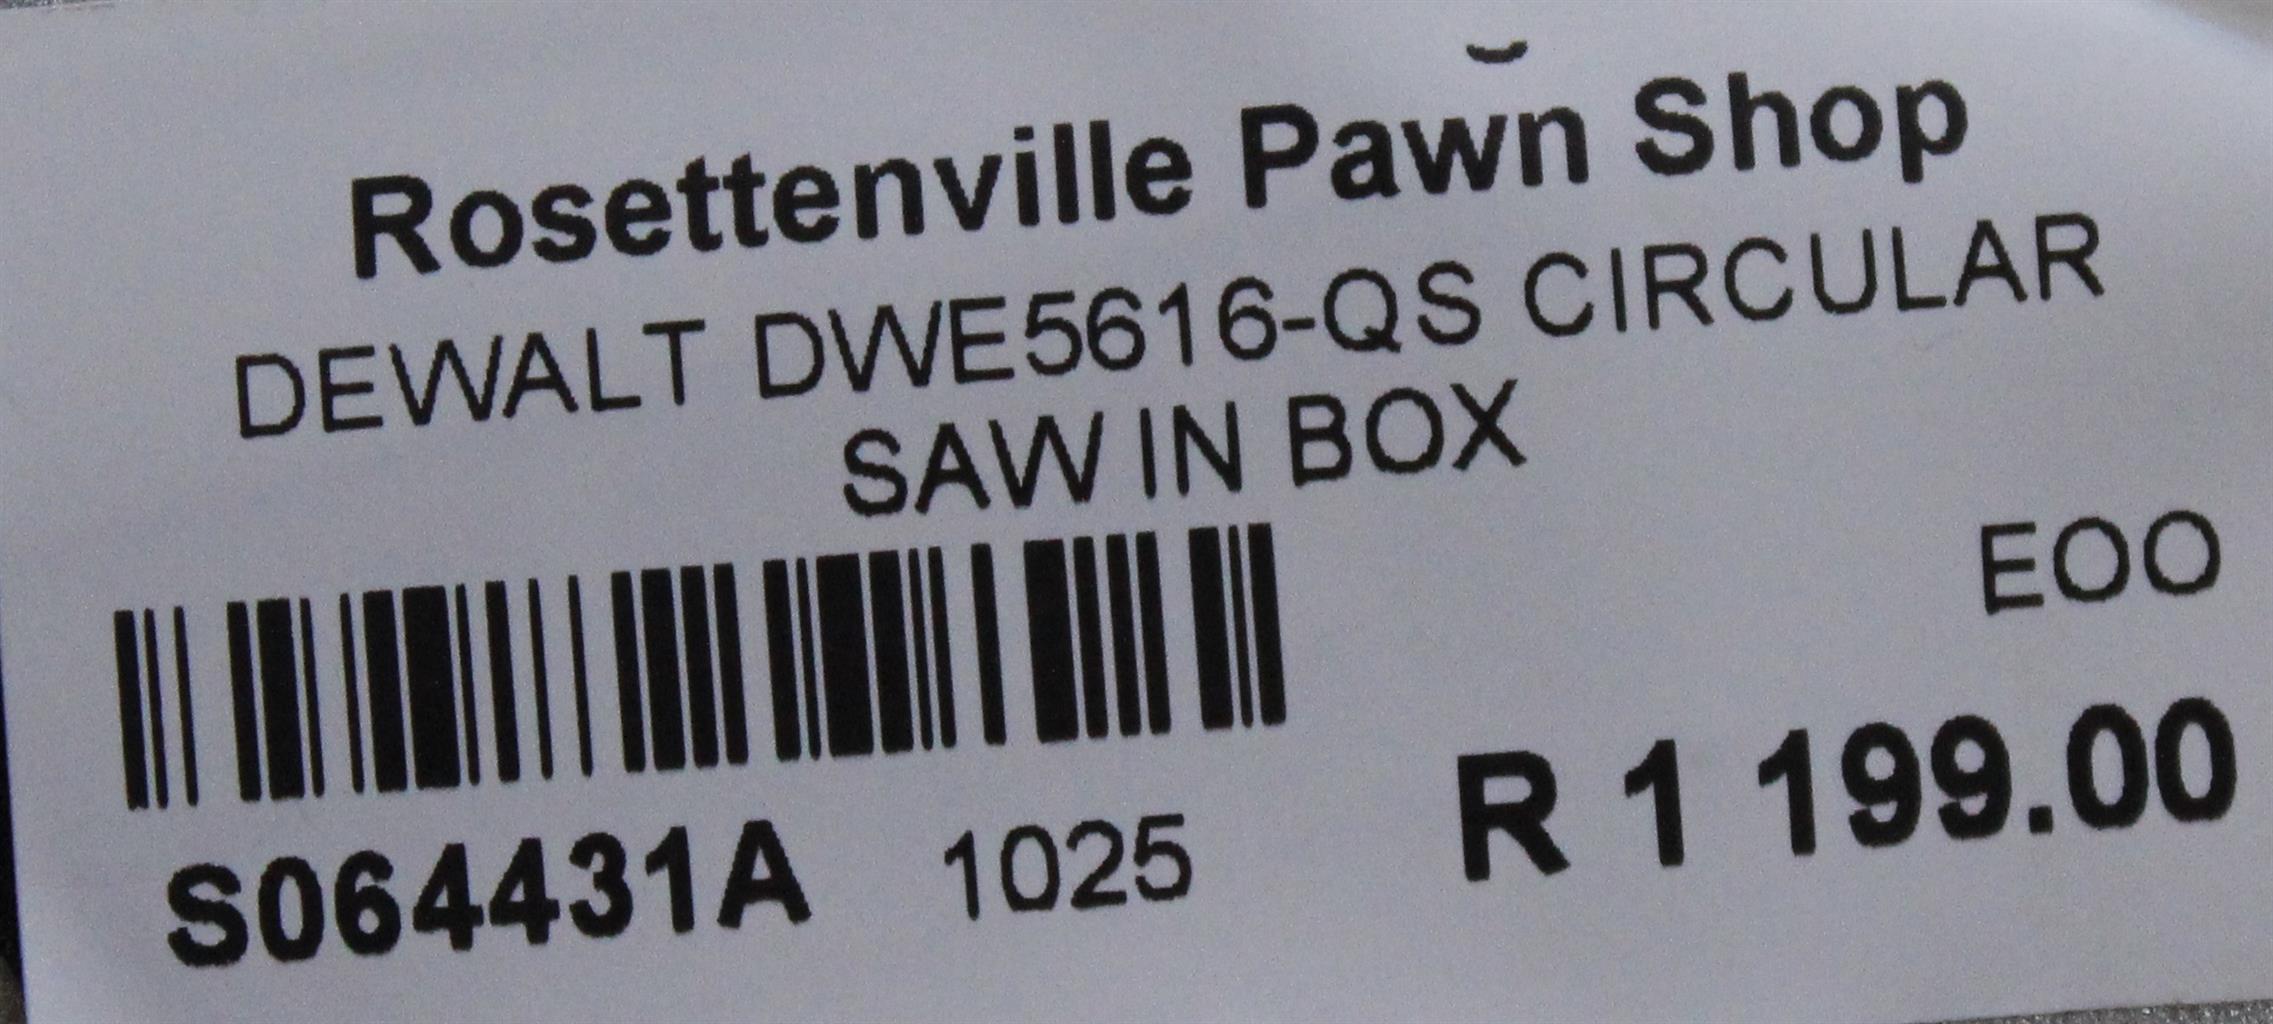 Rosettenville Pawn Shop
DEWALT DWE5616-QS CIRCULAR
SAW IN BOX
EOO
S064431A 1025 R 1 199.00